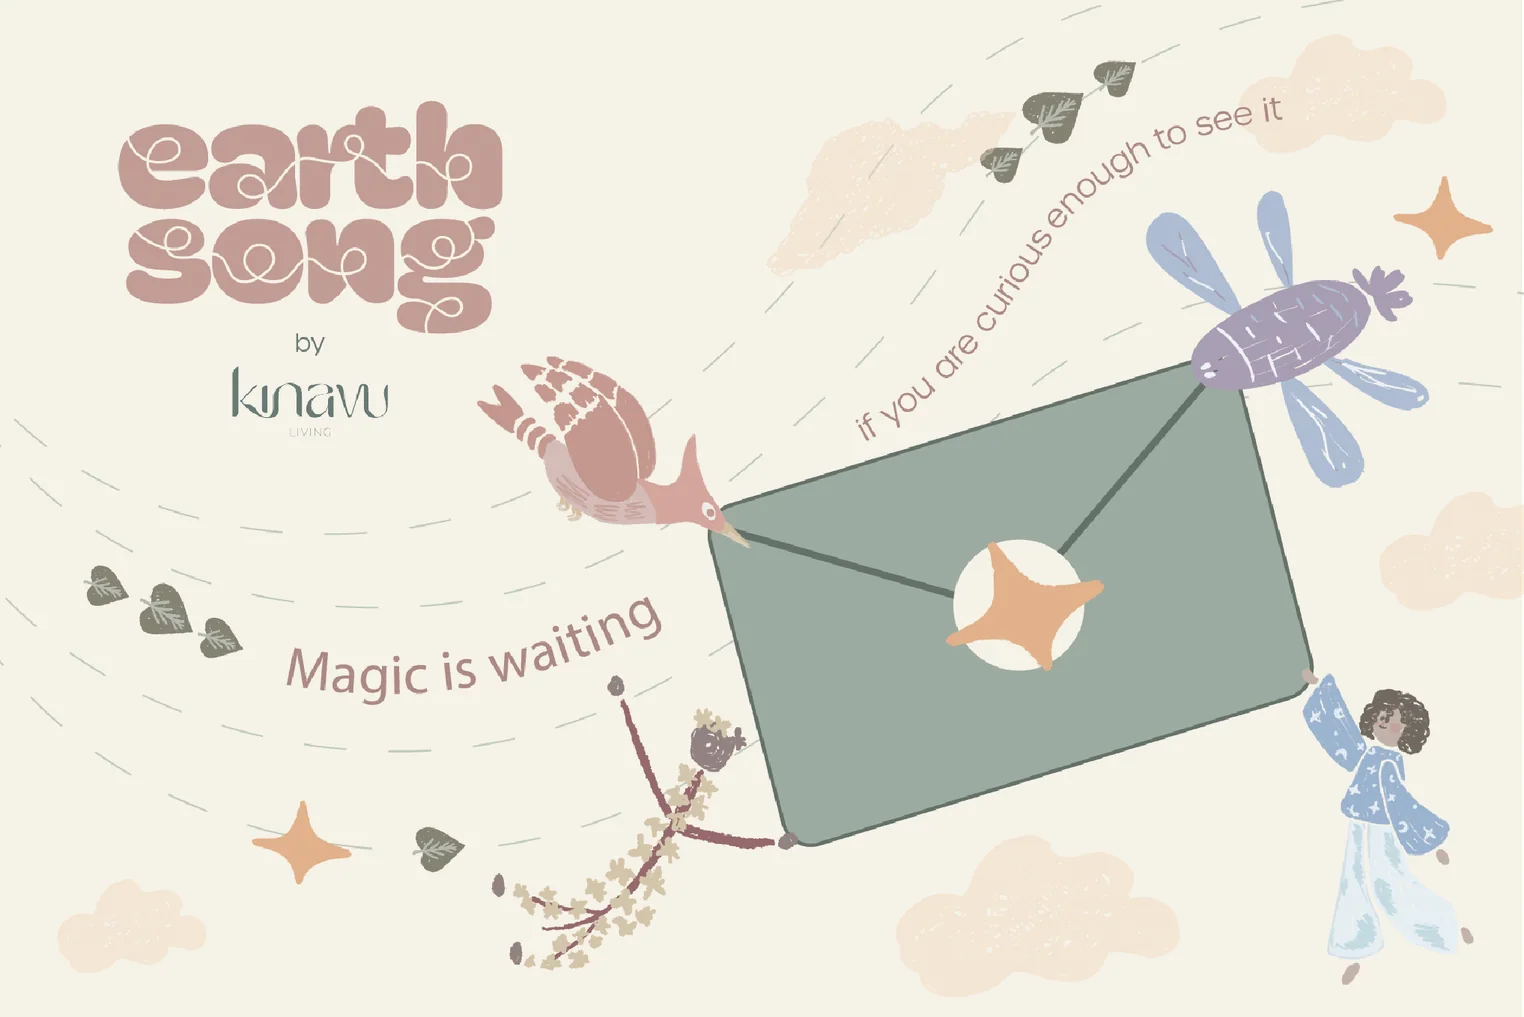 earth
song
by
kinavu
LIVING
Magic is waiting
if you are curious enough to see it